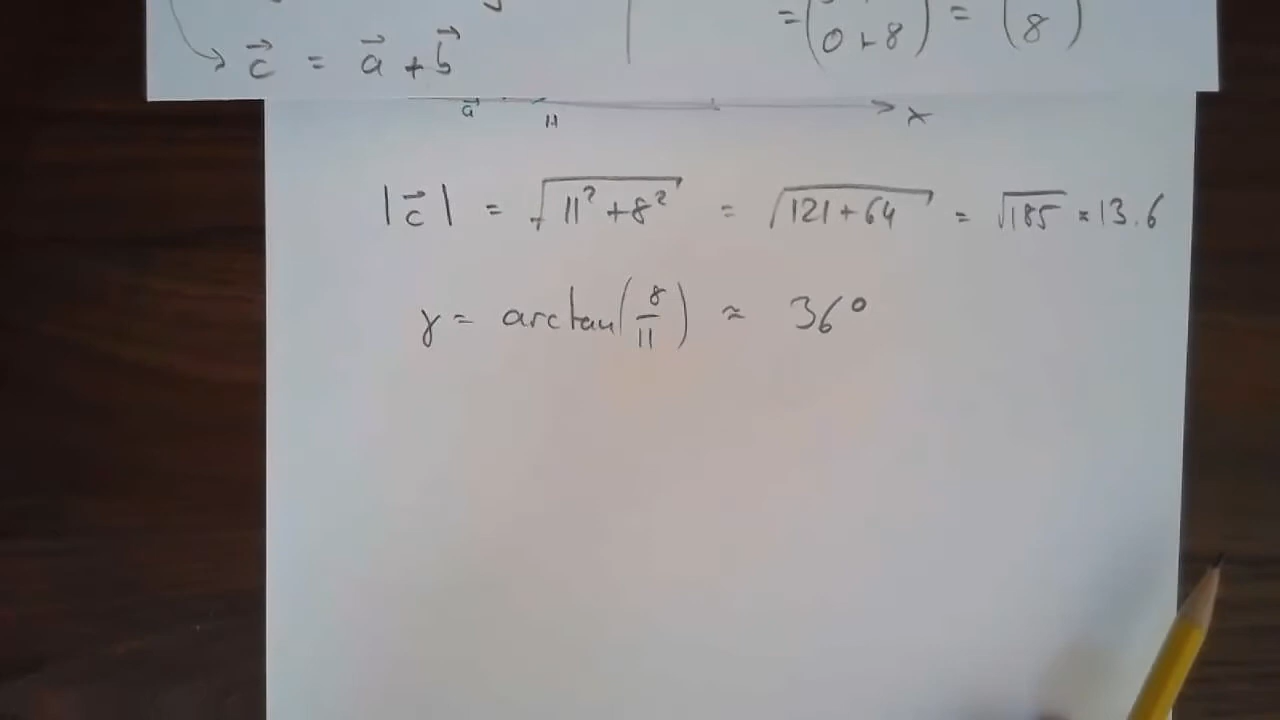 c⃗ = a⃗ + b⃗
= (0+8) = (8)
a⃗ 11 x
|c⃗| = √(11² + 8²) = √(121 + 64) = √185 ≈ 13.6
γ = arctan(8/11) ≈ 36°